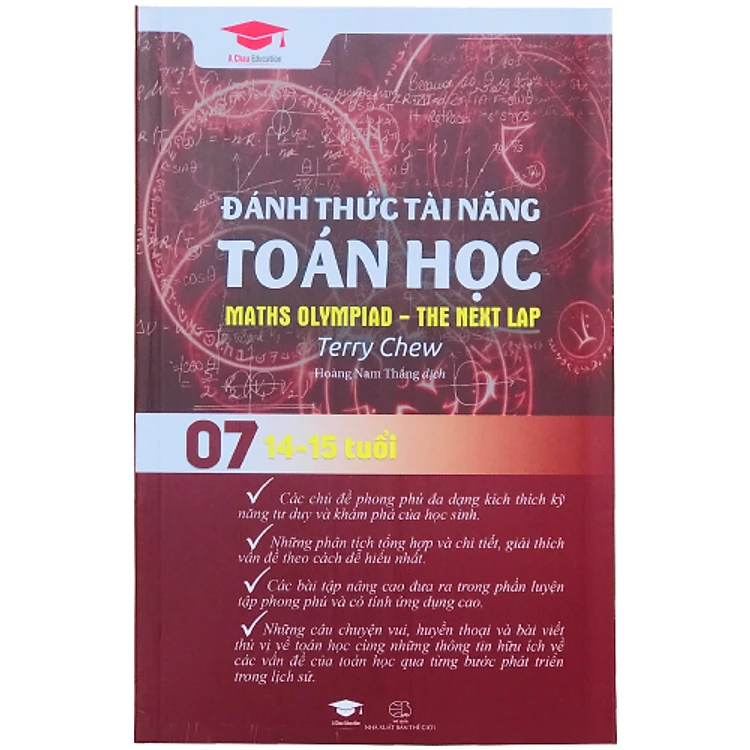 A Chau Education
ĐÁNH THỨC TÀI NĂNG
TOÁN HỌC
MATHS OLYMPIAD – THE NEXT LAP
Terry Chew
Hoàng Nam Thắng dịch
07 14-15 tuổi
Các chủ đề phong phú đa dạng kích thích kỹ
năng tư duy và khám phá của học sinh.
Những phân tích tổng hợp và chi tiết, giải thích
vấn đề theo cách dễ hiểu nhất.
Các bài tập nâng cao đưa ra trong phần luyện
tập phong phú và có tính ứng dụng cao.
Những câu chuyện vui, huyền thoại và bài viết
thú vị về toán học cùng những thông tin hữu ích về
các vấn đề của toán học qua từng bước phát triển
trong lịch sử.
A Chau Education
NHÀ XUẤT BẢN THẾ GIỚI